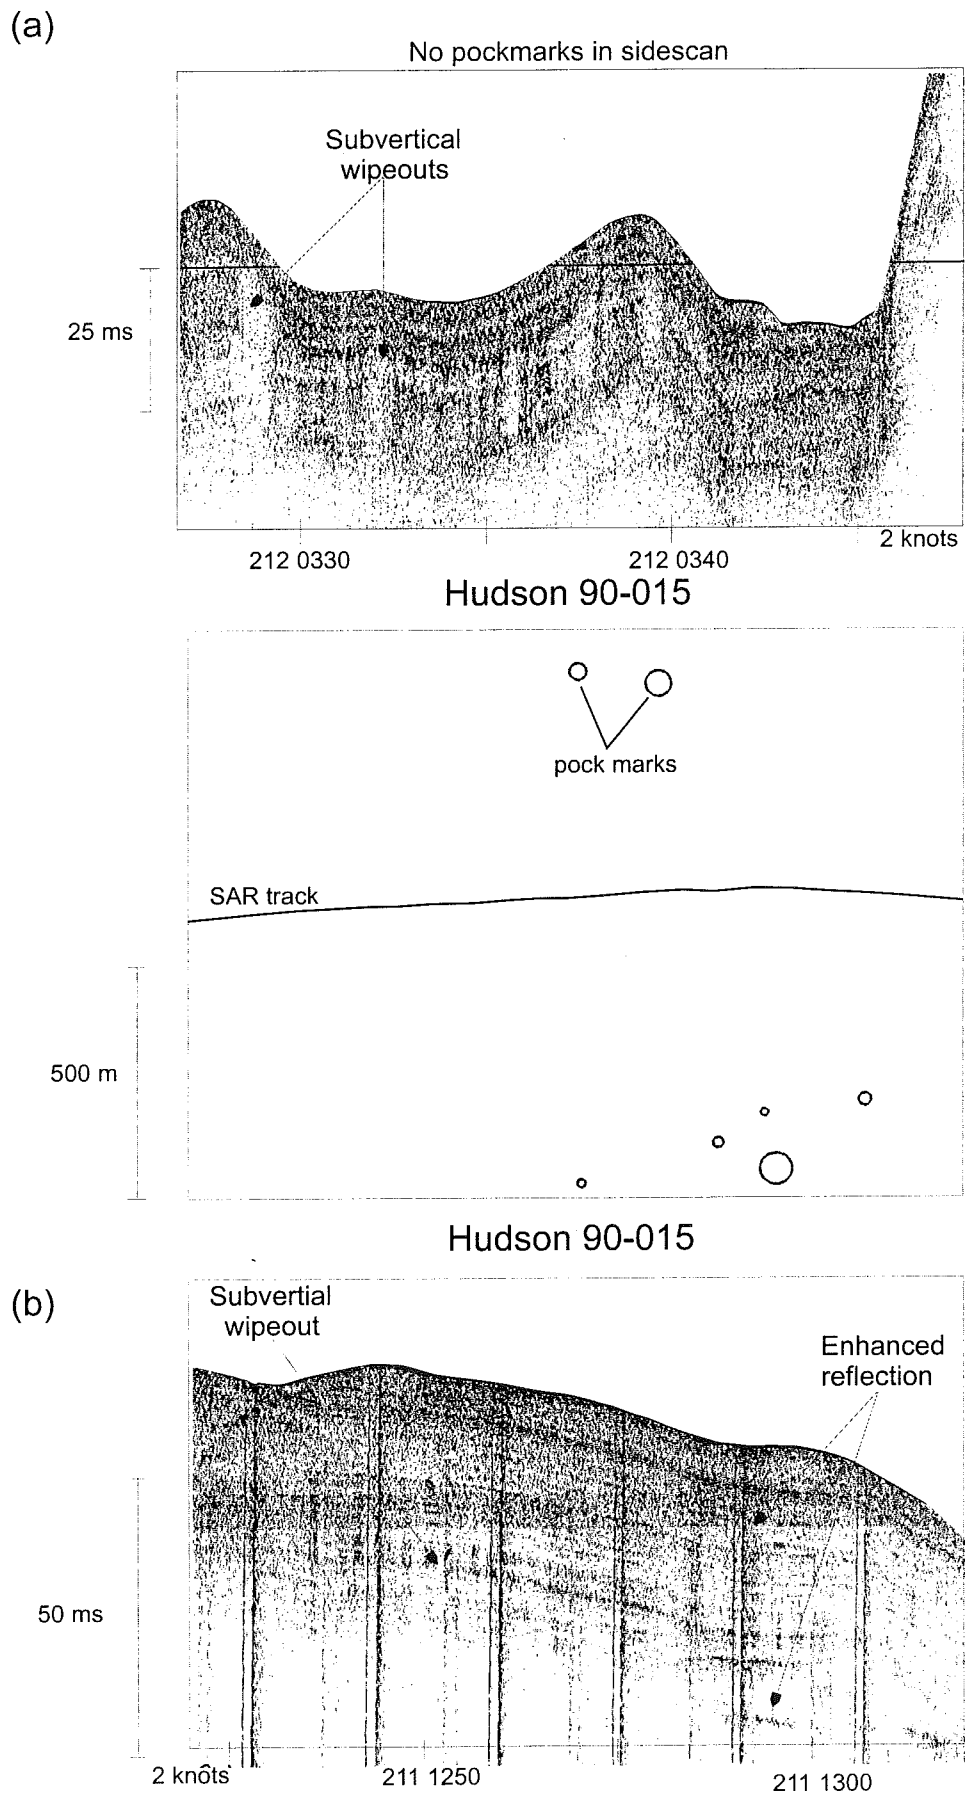 (a)
No pockmarks in sidescan
Subvertical
wipeouts
25 ms
2 knots
212 0330
212 0340
Hudson 90-015
pock marks
SAR track
500 m
Hudson 90-015
(b)
Subvertial
wipeout
Enhanced
reflection
50 ms
2 knots
211 1250
211 1300